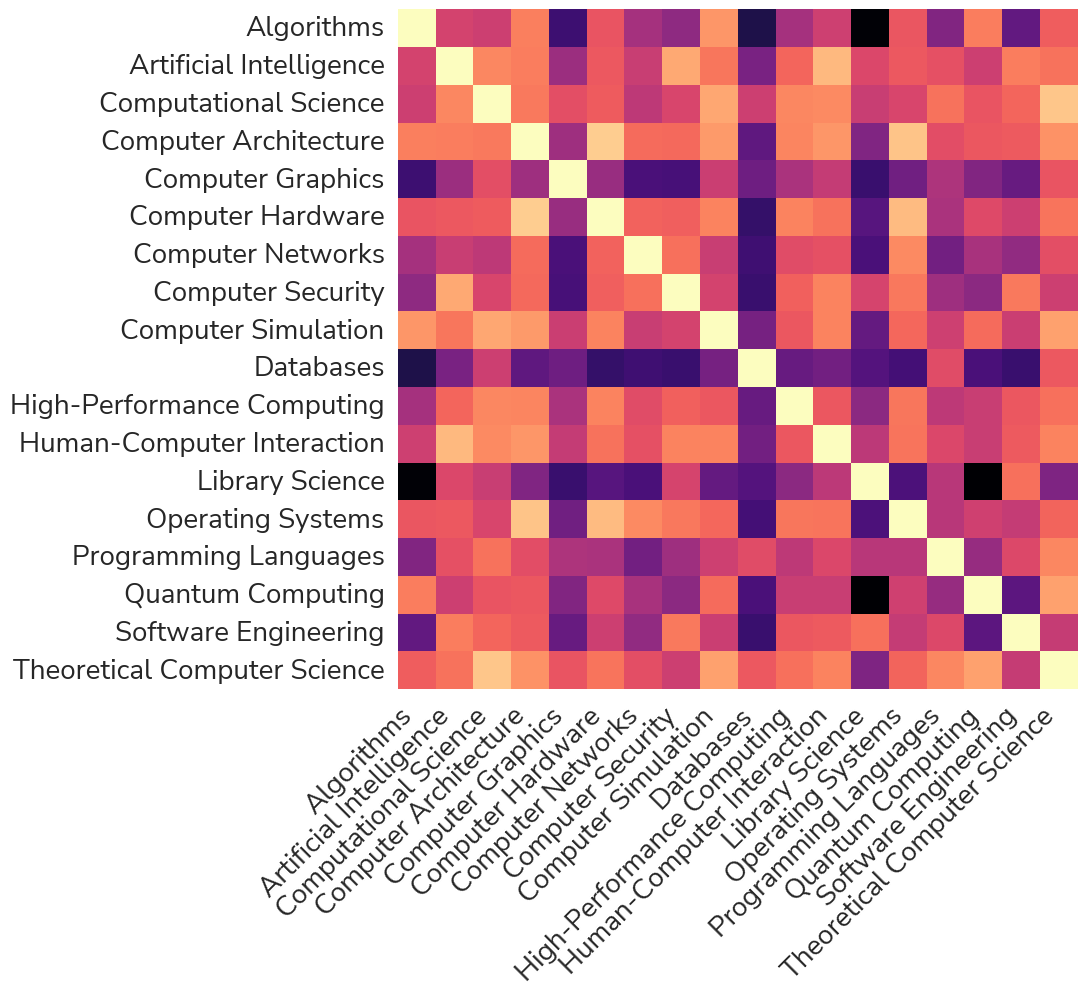 Algorithms
Artificial Intelligence
Computational Science
Computer Architecture
Computer Graphics
Computer Hardware
Computer Networks
Computer Security
Computer Simulation
Databases
High-Performance Computing
Human-Computer Interaction
Library Science
Operating Systems
Programming Languages
Quantum Computing
Software Engineering
Theoretical Computer Science
Algorithms
Artificial Intelligence
Computational Science
Computer Architecture
Computer Graphics
Computer Hardware
Computer Networks
Computer Security
Computer Simulation
Databases
High-Performance Computing
Human-Computer Interaction
Library Science
Operating Systems
Programming Languages
Quantum Computing
Software Engineering
Theoretical Computer Science